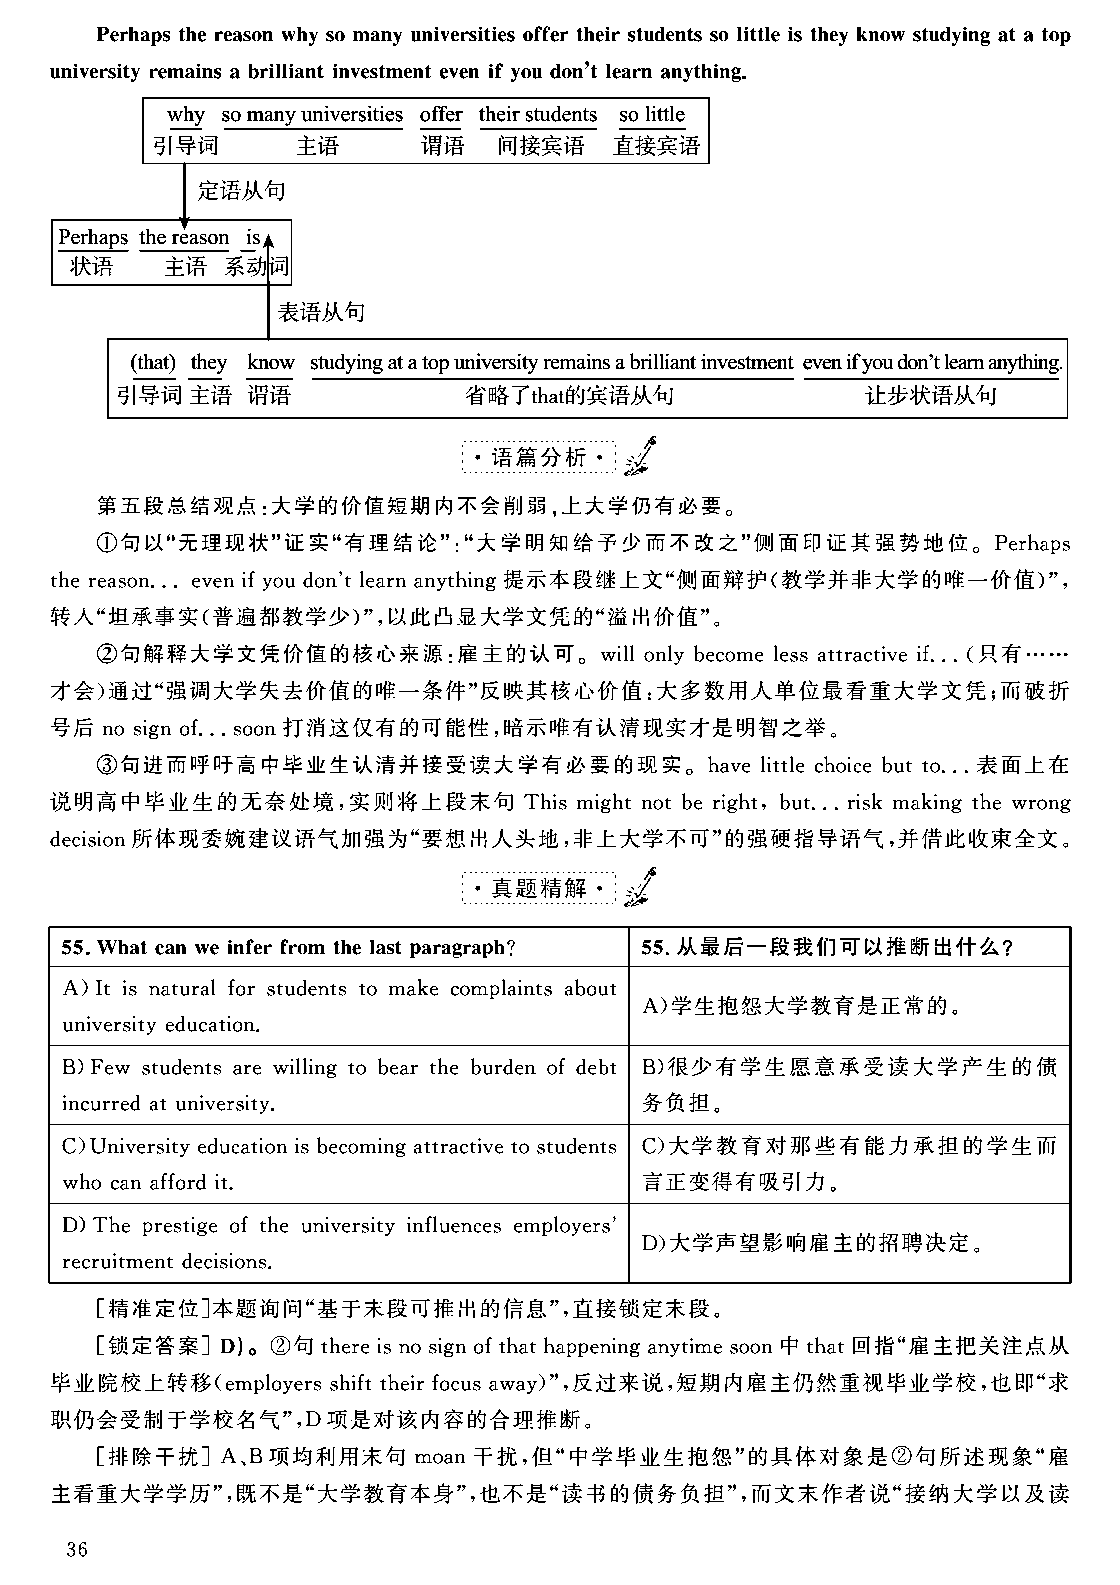 Perhaps the reason why so many universities offer their students so little is they know studying at a top
university remains a brilliant investment even if you don't learn anything.
why so many universities offer their students so little
引导词 主语 谓语 间接宾语 直接宾语
定语从句
Perhaps the reason is
状语 主语 系动词
表语从句
(that) they know studying at a top university remains a brilliant investment even if you don't learn anything.
引导词 主语 谓语 省略了that的宾语从句 让步状语从句
·语篇分析·
第五段总结观点:大学的价值短期内不会削弱,上大学仍有必要。
①句以“无理现状”证实“有理结论”:“大学明知给予少而不改之”侧面印证其强势地位。Perhaps
the reason... even if you don't learn anything 提示本段继上文“侧面辩护(教学并非大学的唯一价值)”,
转入“坦承事实(普遍都教学少)”,以此凸显大学文凭的“溢出价值”。
②句解释大学文凭价值的核心来源:雇主的认可。will only become less attractive if...(只有……
才会)通过“强调大学失去价值的唯一条件”反映其核心价值:大多数用人单位最看重大学文凭;而破折
号后 no sign of... soon 打消这仅有的可能性,暗示唯有认清现实才是明智之举。
③句进而呼吁高中毕业生认清并接受读大学有必要的现实。have little choice but to... 表面上在
说明高中毕业生的无奈处境,实则将上段末句 This might not be right, but... risk making the wrong
decision 所体现委婉建议语气加强为“要想出人头地,非上大学不可”的强硬指导语气,并借此收束全文。
·真题精解·
55. What can we infer from the last paragraph?
55. 从最后一段我们可以推断出什么?
A) It is natural for students to make complaints about
university education.
A)学生抱怨大学教育是正常的。
B) Few students are willing to bear the burden of debt
incurred at university.
B)很少有学生愿意承受读大学产生的债
务负担。
C) University education is becoming attractive to students
who can afford it.
C)大学教育对那些有能力承担的学生而
言正变得有吸引力。
D) The prestige of the university influences employers'
recruitment decisions.
D)大学声望影响雇主的招聘决定。
[精准定位]本题询问“基于末段可推出的信息”,直接锁定末段。
[锁定答案] D)。②句 there is no sign of that happening anytime soon 中 that 回指“雇主把关注点从
毕业院校上转移(employers shift their focus away)”,反过来说,短期内雇主仍然重视毕业学校,也即“求
职仍会受制于学校名气”,D 项是对该内容的合理推断。
[排除干扰] A、B 项均利用末句 moan 干扰,但“中学毕业生抱怨”的具体对象是②句所述现象“雇
主看重大学学历”,既不是“大学教育本身”,也不是“读书的债务负担”,而文末作者说“接纳大学以及读
36